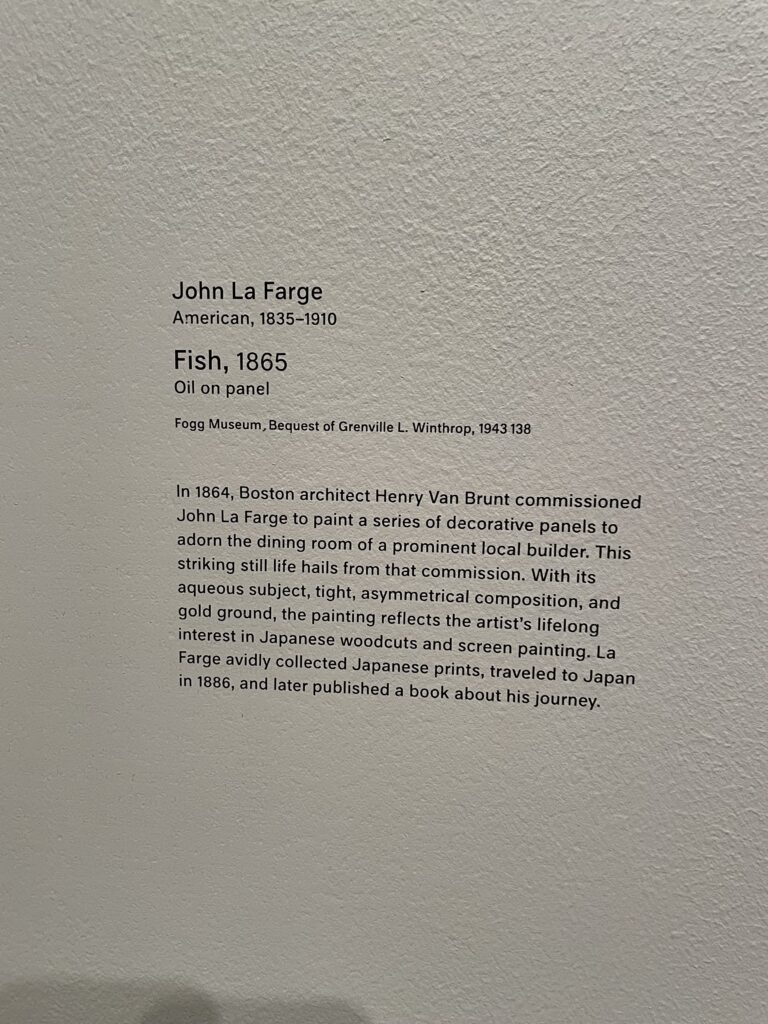 John La Farge
American, 1835–1910
Fish, 1865
Oil on panel
Fogg Museum, Bequest of Grenville L. Winthrop, 1943 138
In 1864, Boston architect Henry Van Brunt commissioned
John La Farge to paint a series of decorative panels to
adorn the dining room of a prominent local builder. This
striking still life hails from that commission. With its
aqueous subject, tight, asymmetrical composition, and
gold ground, the painting reflects the artist’s lifelong
interest in Japanese woodcuts and screen painting. La
Farge avidly collected Japanese prints, traveled to Japan
in 1886, and later published a book about his journey.